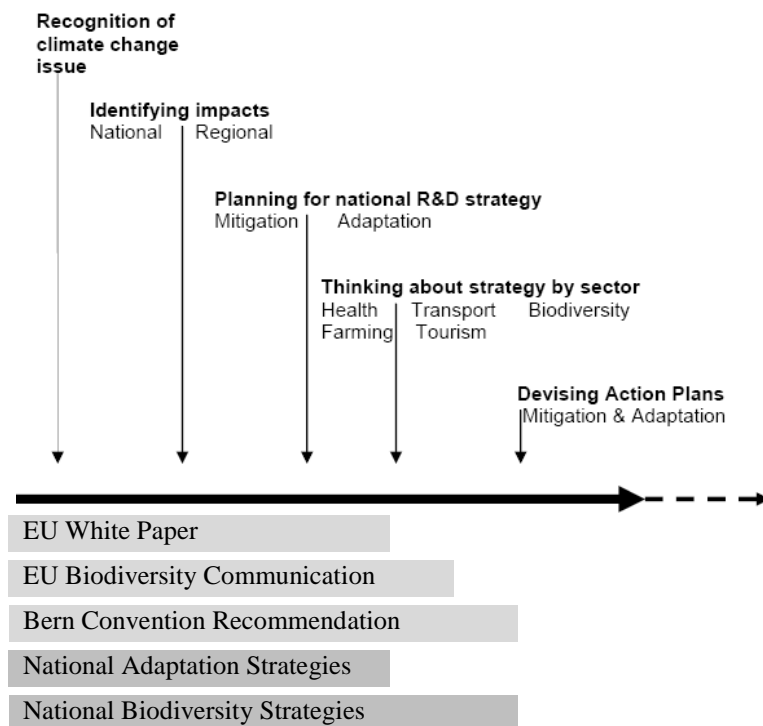 Recognition of
climate change
issue
Identifying impacts
National Regional
Planning for national R&D strategy
Mitigation Adaptation
Thinking about strategy by sector
Health Transport Biodiversity
Farming Tourism
Devising Action Plans
Mitigation & Adaptation
EU White Paper
EU Biodiversity Communication
Bern Convention Recommendation
National Adaptation Strategies
National Biodiversity Strategies